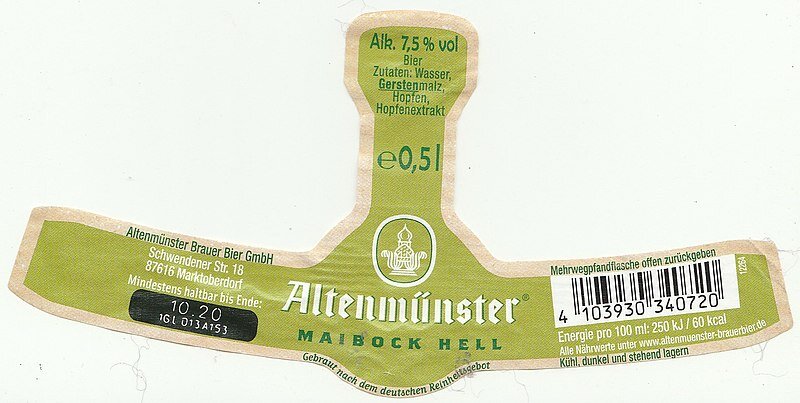 Alk. 7,5 % vol
Bier
Zutaten: Wasser,
Gerstenmalz,
Hopfen,
Hopfenextrakt
e 0,5 l
Altenmünster Brauer Bier GmbH
Schwendener Str. 18
87616 Marktoberdorf
Mindestens haltbar bis Ende:
10.20
1GL D13A153
Altenmünster®
MAIBOCK HELL
Gebraut nach dem deutschen Reinheitsgebot
Mehrwegpfandflasche offen zurückgeben
4 103930 340720
12264
Energie pro 100 ml: 250 kJ / 60 kcal
Alle Nährwerte unter www.altenmuenster-brauerbier.de
Kühl, dunkel und stehend lagern